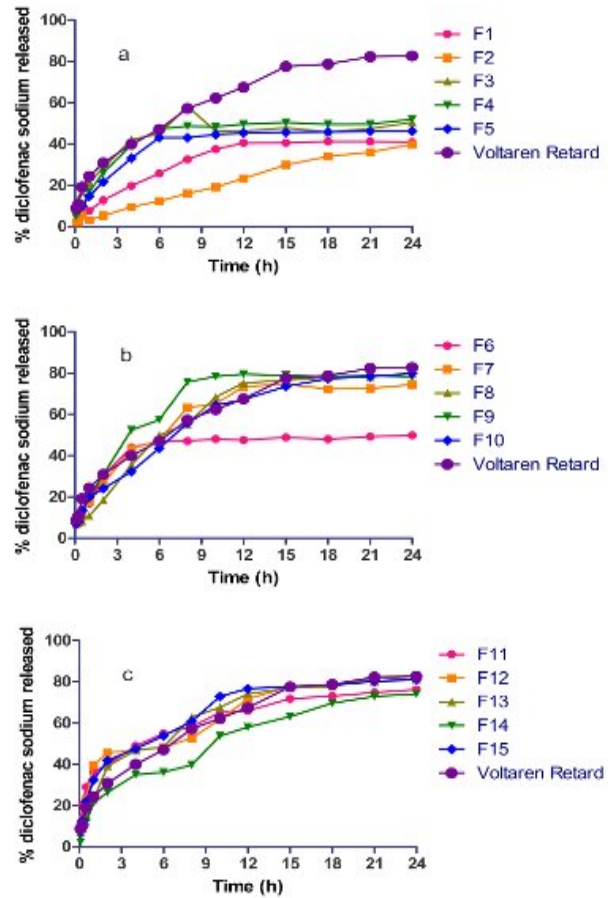 a
% diclofenac sodium released
100
80
60
40
20
0
0 3 6 9 12 15 18 21 24
Time (h)
F1
F2
F3
F4
F5
Voltaren Retard
b
% diclofenac sodium released
100
80
60
40
20
0
0 3 6 9 12 15 18 21 24
Time (h)
F6
F7
F8
F9
F10
Voltaren Retard
c
% diclofenac sodium released
100
80
60
40
20
0
0 3 6 9 12 15 18 21 24
Time (h)
F11
F12
F13
F14
F15
Voltaren Retard